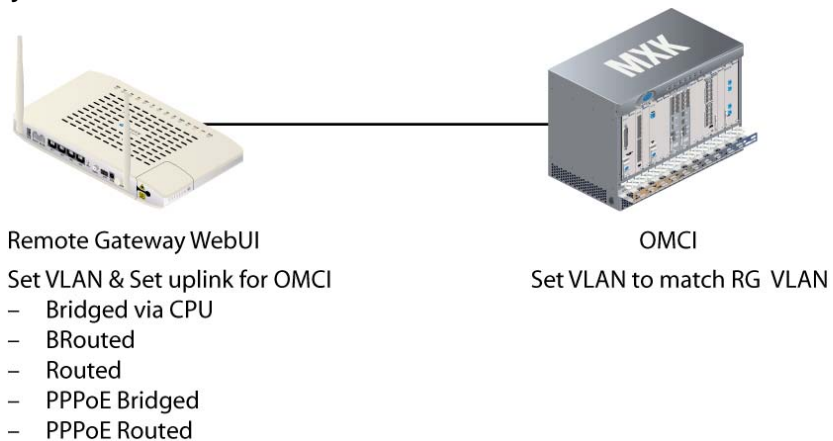 MXK
Remote Gateway WebUI
OMCI
Set VLAN & Set uplink for OMCI
Set VLAN to match RG VLAN
– Bridged via CPU
– BRouted
– Routed
– PPPoE Bridged
– PPPoE Routed